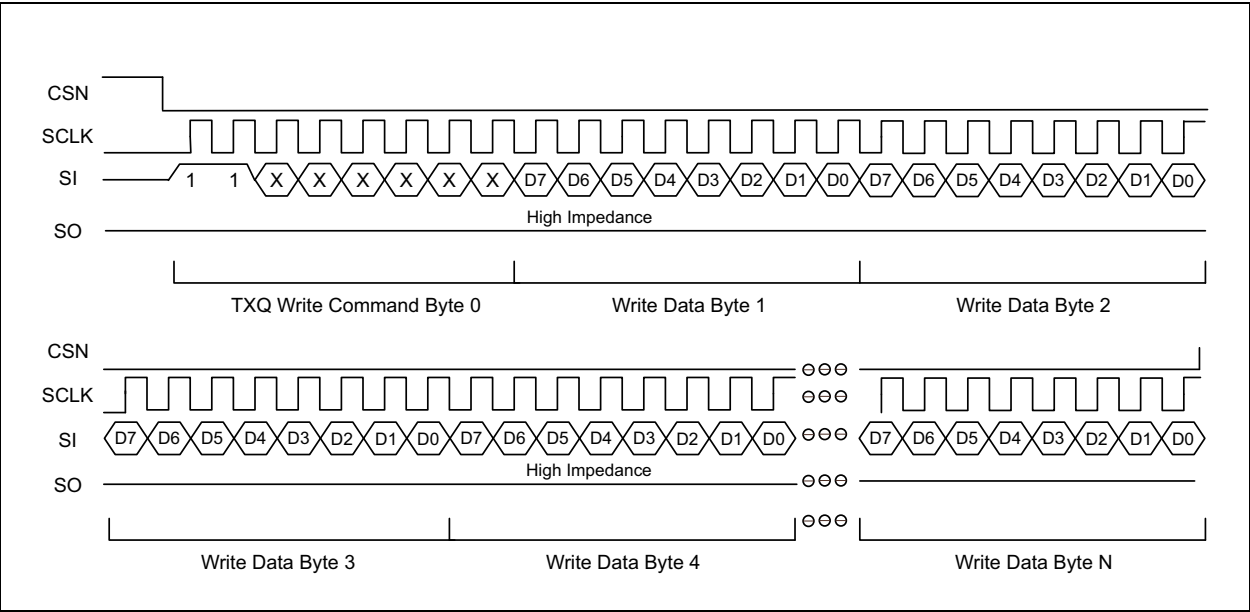 CSN
SCLK
SI 1 1 X X X X X X D7 D6 D5 D4 D3 D2 D1 D0 D7 D6 D5 D4 D3 D2 D1 D0
High Impedance
SO
TXQ Write Command Byte 0 Write Data Byte 1 Write Data Byte 2
CSN
SCLK
SI D7 D6 D5 D4 D3 D2 D1 D0 D7 D6 D5 D4 D3 D2 D1 D0 D7 D6 D5 D4 D3 D2 D1 D0
High Impedance
SO
Write Data Byte 3 Write Data Byte 4 Write Data Byte N